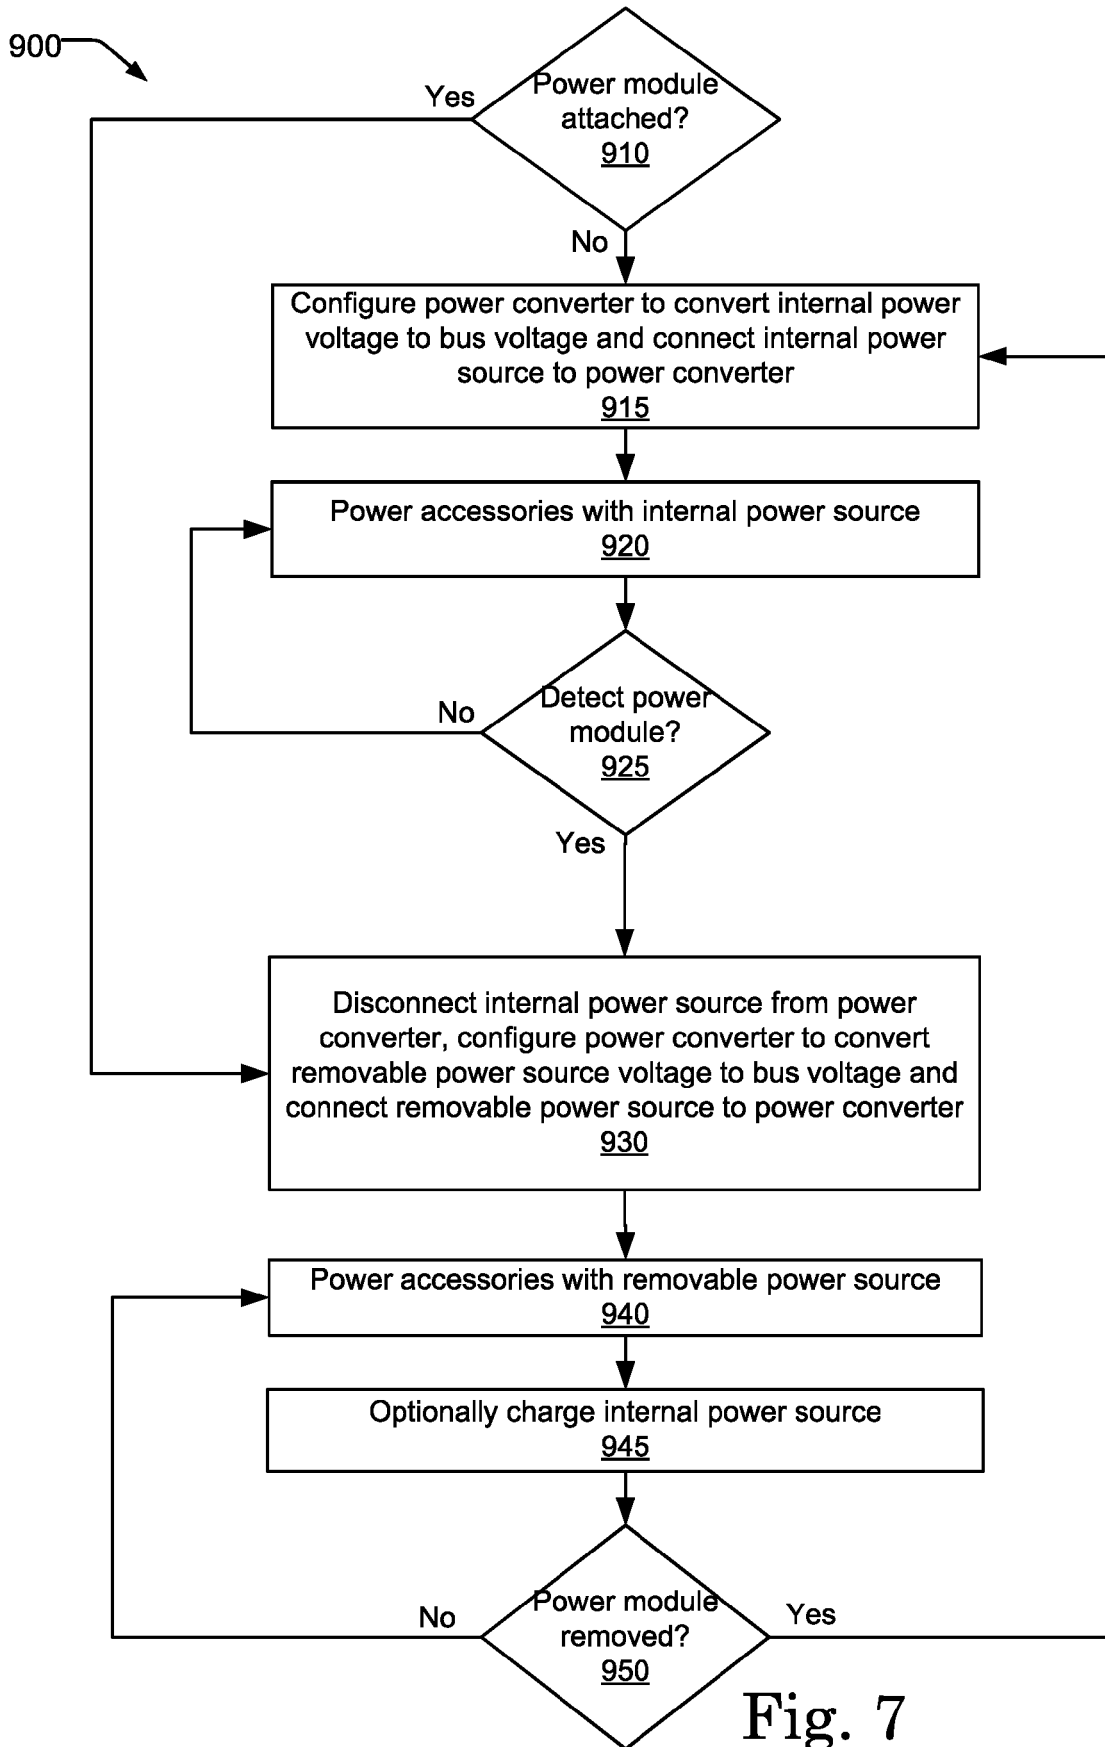 900
Power module
attached?
910
Yes
No
Configure power converter to convert internal power
voltage to bus voltage and connect internal power
source to power converter
915
Power accessories with internal power source
920
Detect power
module?
925
No
Yes
Disconnect internal power source from power
converter, configure power converter to convert
removable power source voltage to bus voltage and
connect removable power source to power converter
930
Power accessories with removable power source
940
Optionally charge internal power source
945
Power module
removed?
950
No
Yes
Fig. 7